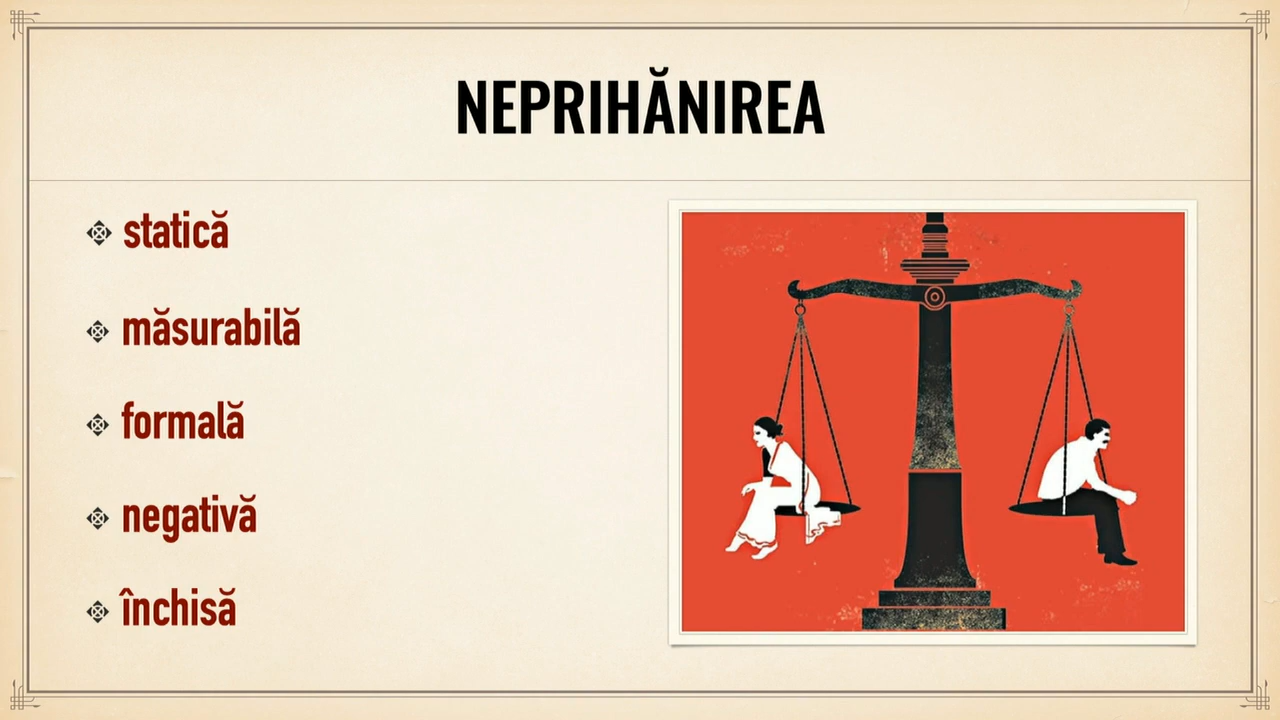 NEPRIHĂNIREA
statică
măsurabilă
formală
negativă
închisă